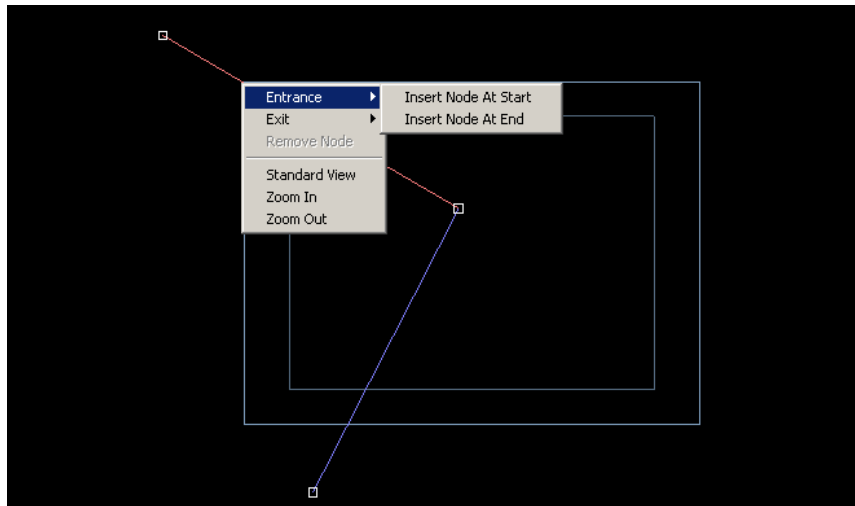 Entrance
Insert Node At Start
Exit
Insert Node At End
Remove Node
Standard View
Zoom In
Zoom Out